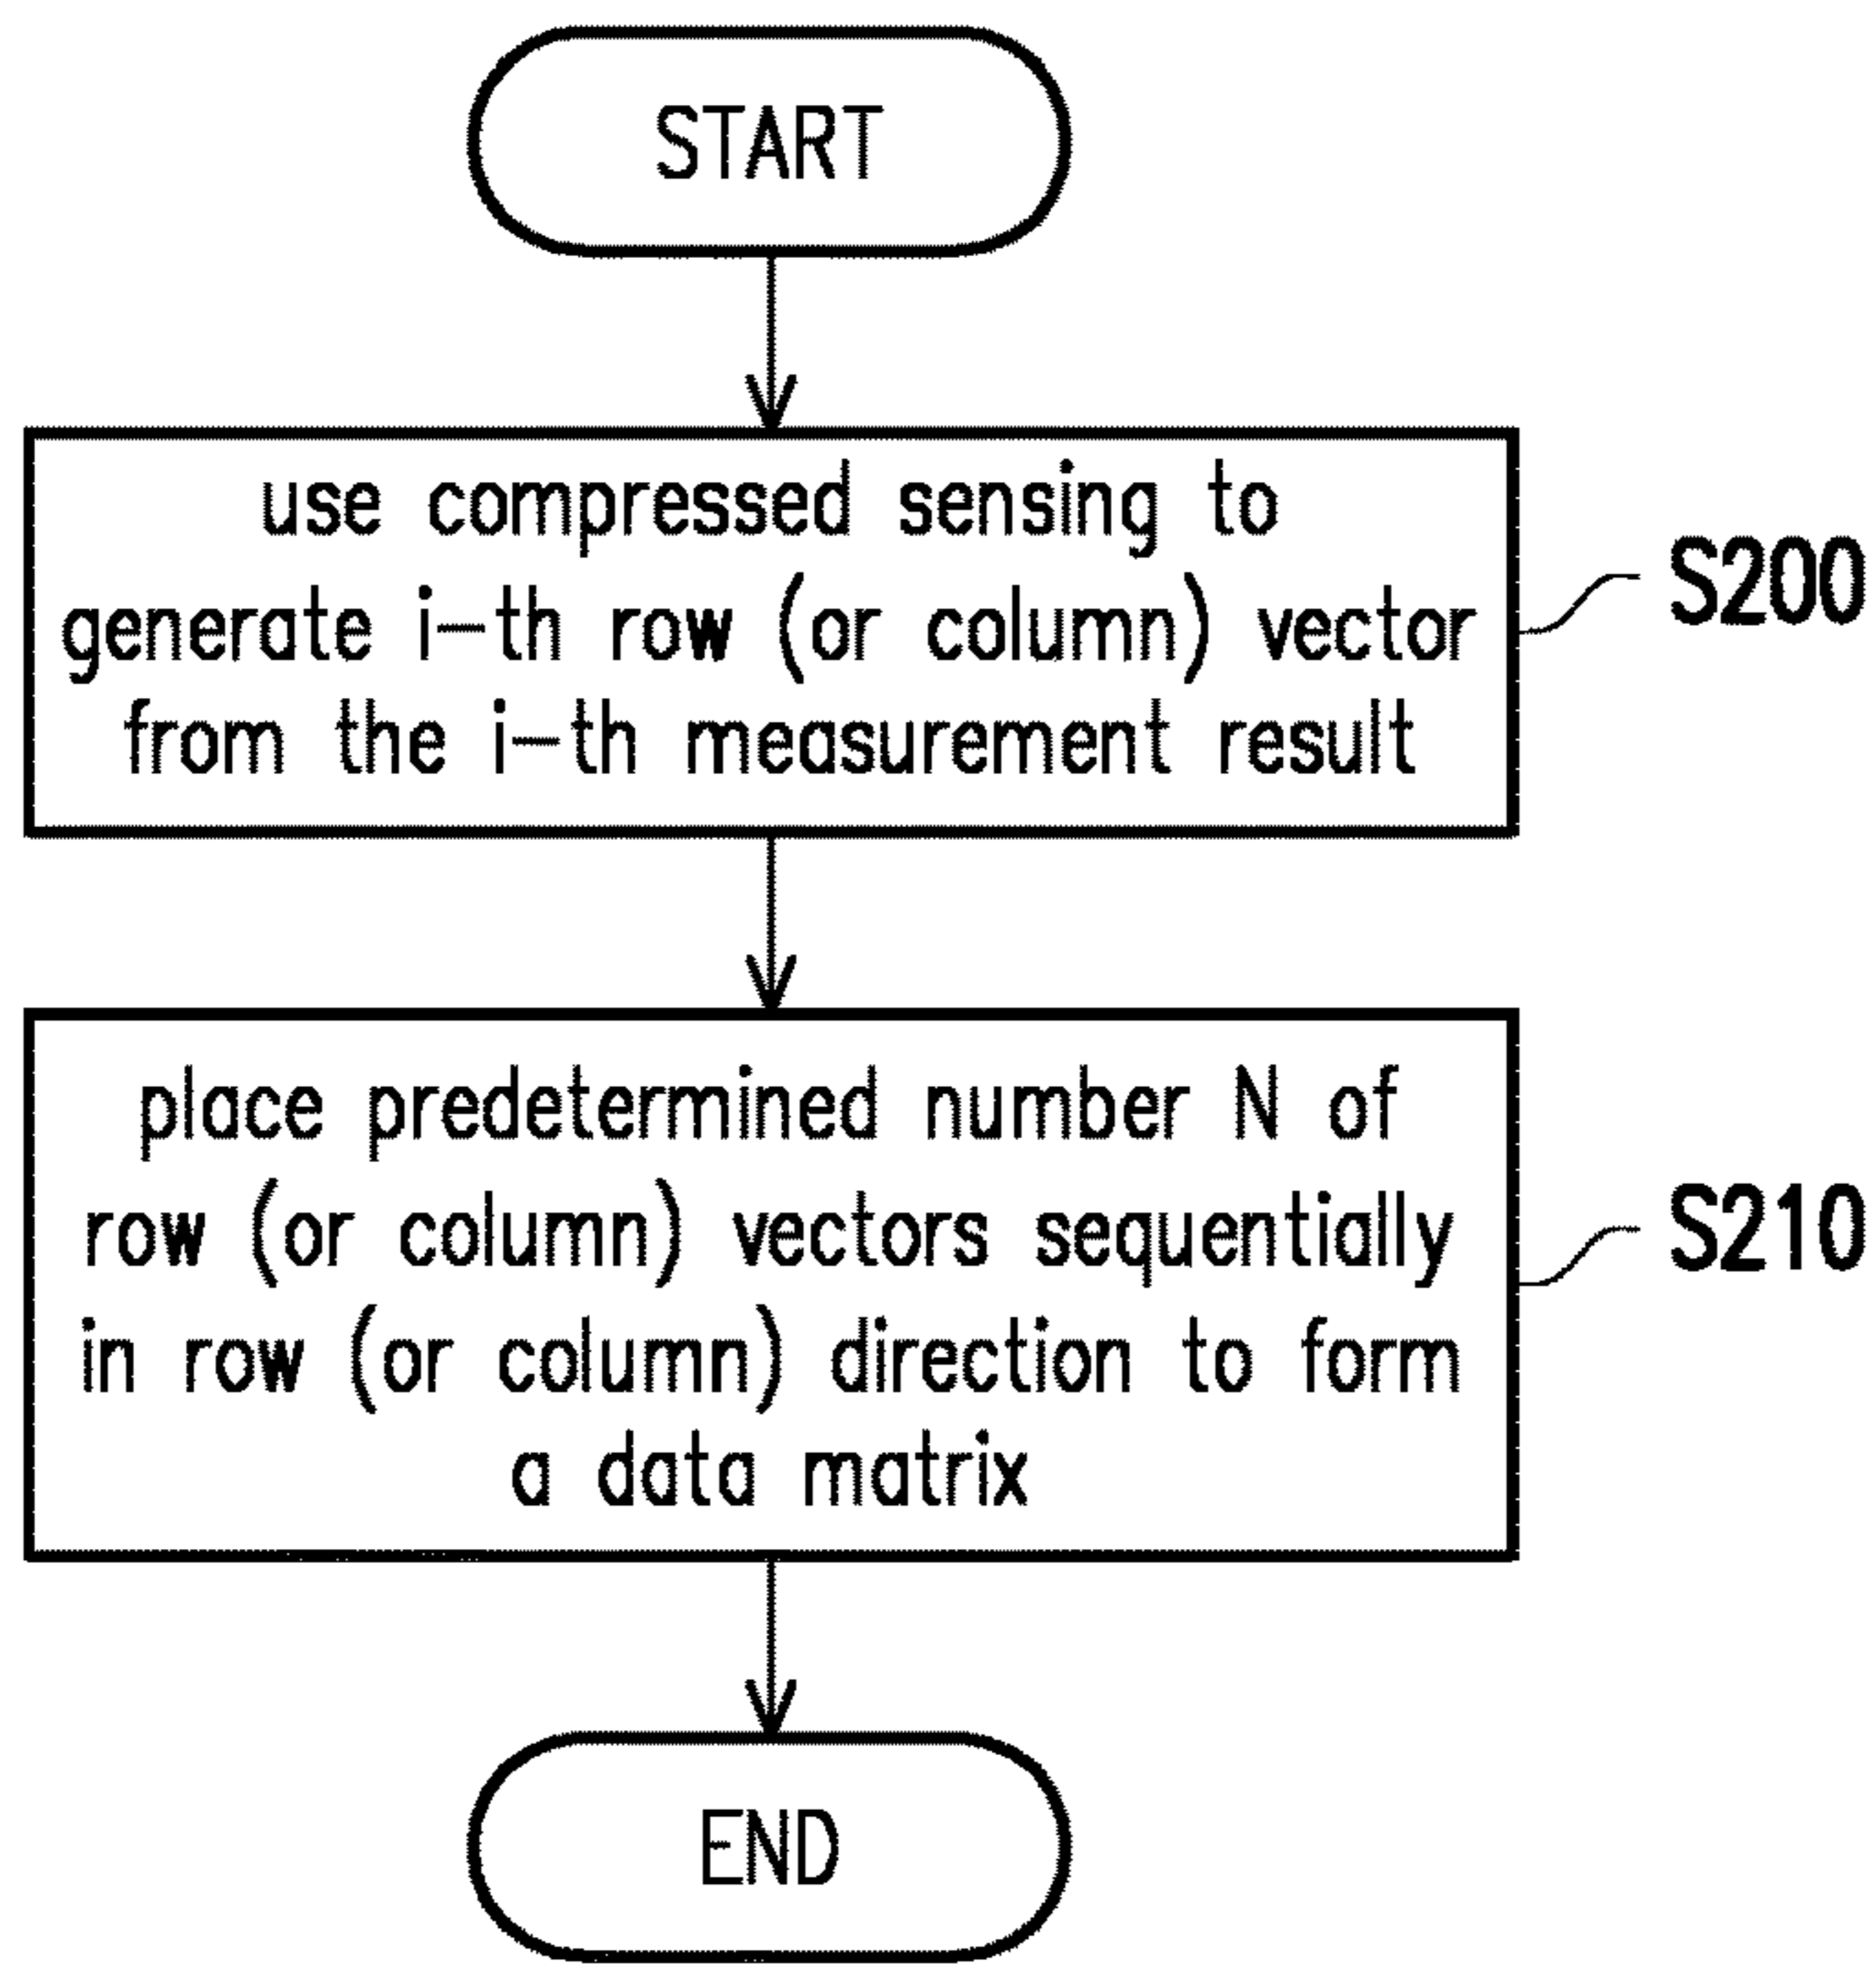 START
use compressed sensing to
generate i-th row (or column) vector
from the i-th measurement result
S200
place predetermined number N of
row (or column) vectors sequentially
in row (or column) direction to form
a data matrix
S210
END